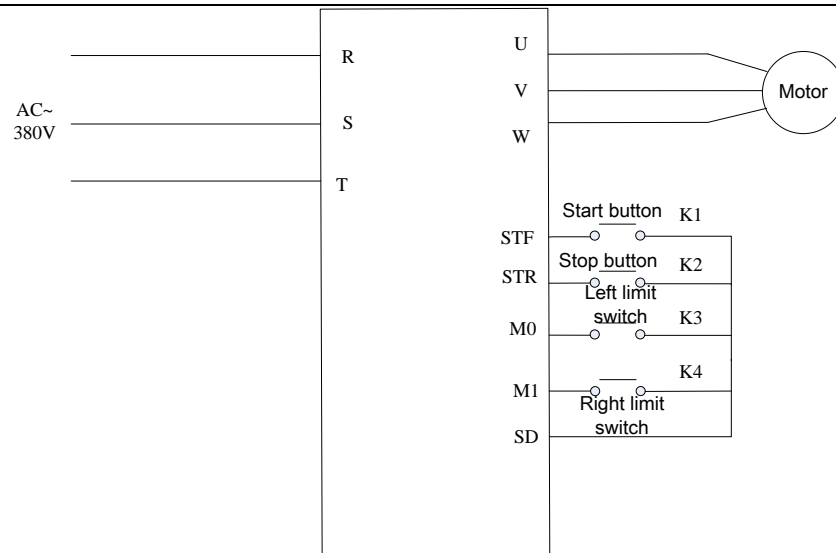 AC~
380V
R
S
T
U
V
W
Motor
STF
Start button
K1
STR
Stop button
K2
M0
Left limit
switch
K3
M1
K4
Right limit
switch
SD